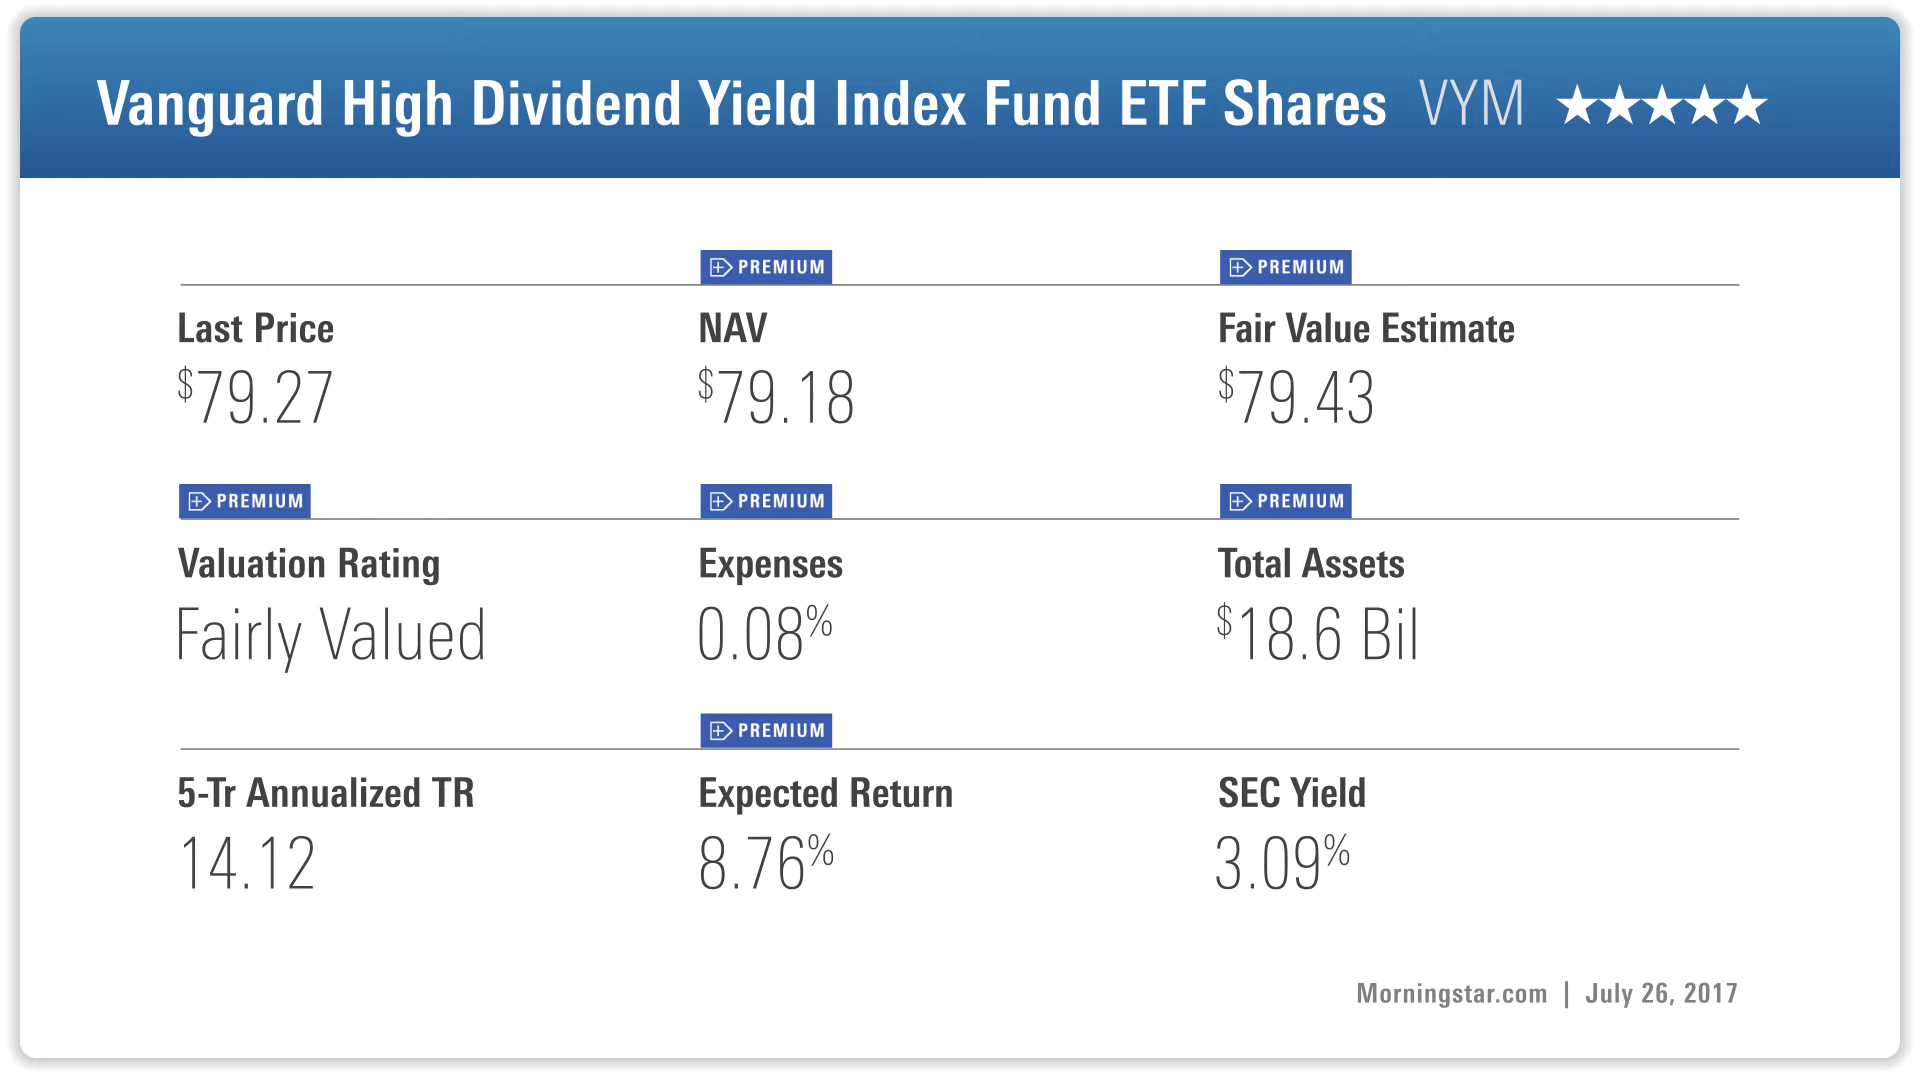 Vanguard High Dividend Yield Index Fund ETF Shares VYM ★★★★★
PREMIUM PREMIUM
Last Price NAV Fair Value Estimate
$79.27 $79.18 $79.43
PREMIUM PREMIUM PREMIUM
Valuation Rating Expenses Total Assets
Fairly Valued 0.08% $18.6 Bil
PREMIUM
5-Tr Annualized TR Expected Return SEC Yield
14.12 8.76% 3.09%
Morningstar.com | July 26, 2017